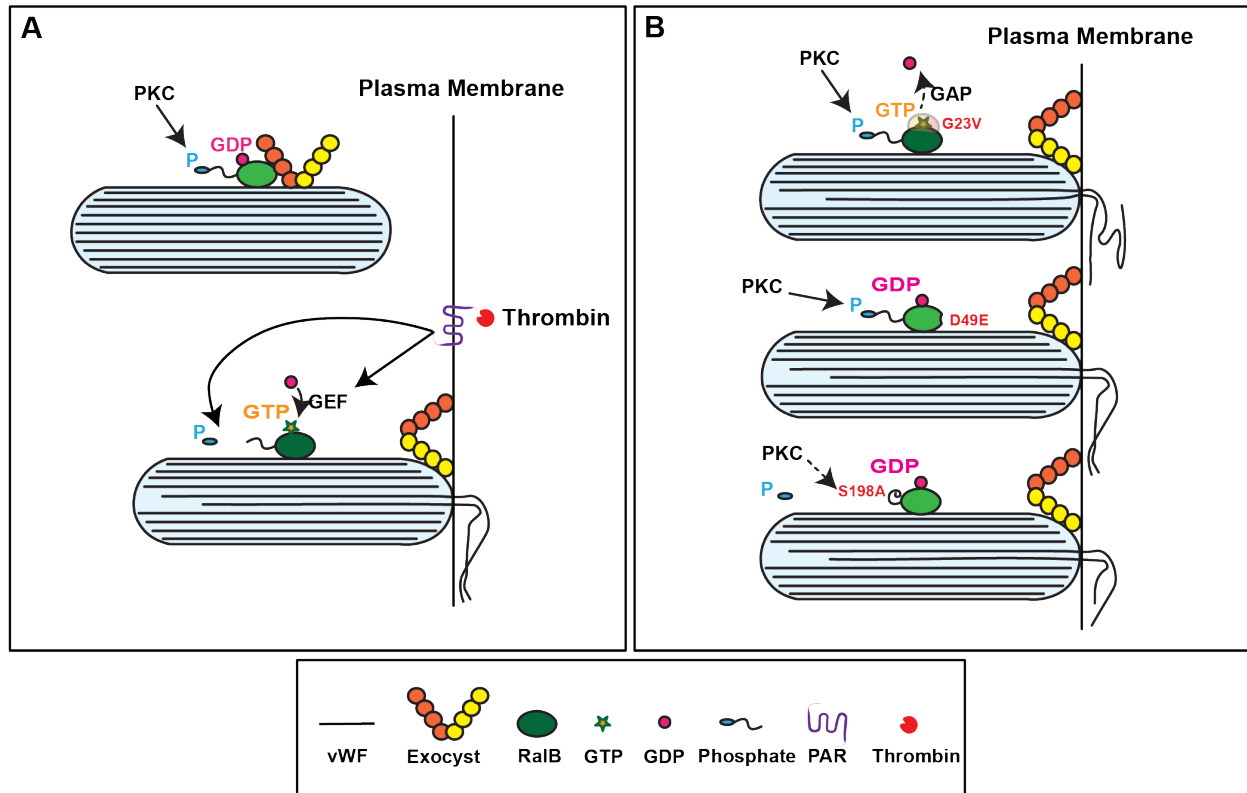 A
PKC
Plasma Membrane
P
GDP
Thrombin
GEF
GTP
P
B
Plasma Membrane
PKC
GAP
GTP
P
G23V
PKC
GDP
P
D49E
PKC
GDP
P
S198A
vWF
Exocyst
RalB
GTP
GDP
Phosphate
PAR
Thrombin